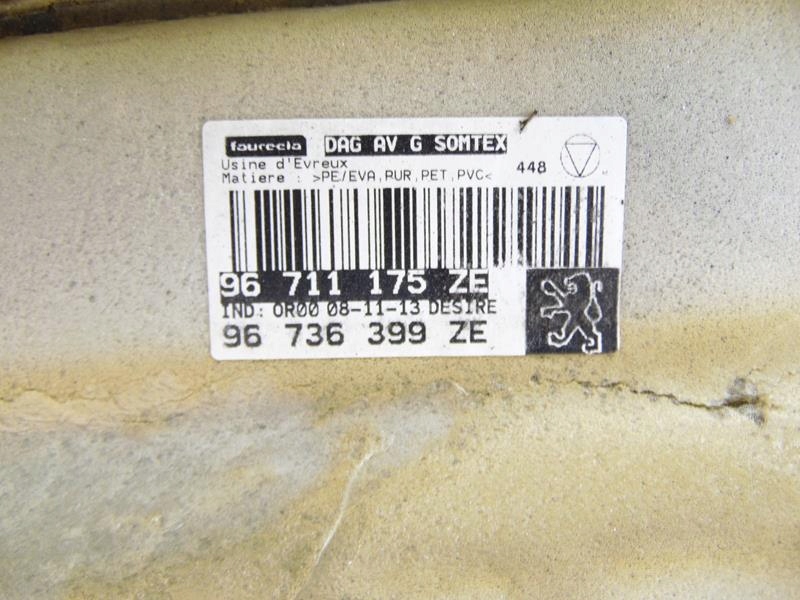 faurecia DAG AV G SOMTEX
Usine d'Evreux
Matiere : >PE/EVA,RUR,PET,PVC< 448
96 711 175 ZE
IND: OR00 08-11-13 DESIRE
96 736 399 ZE